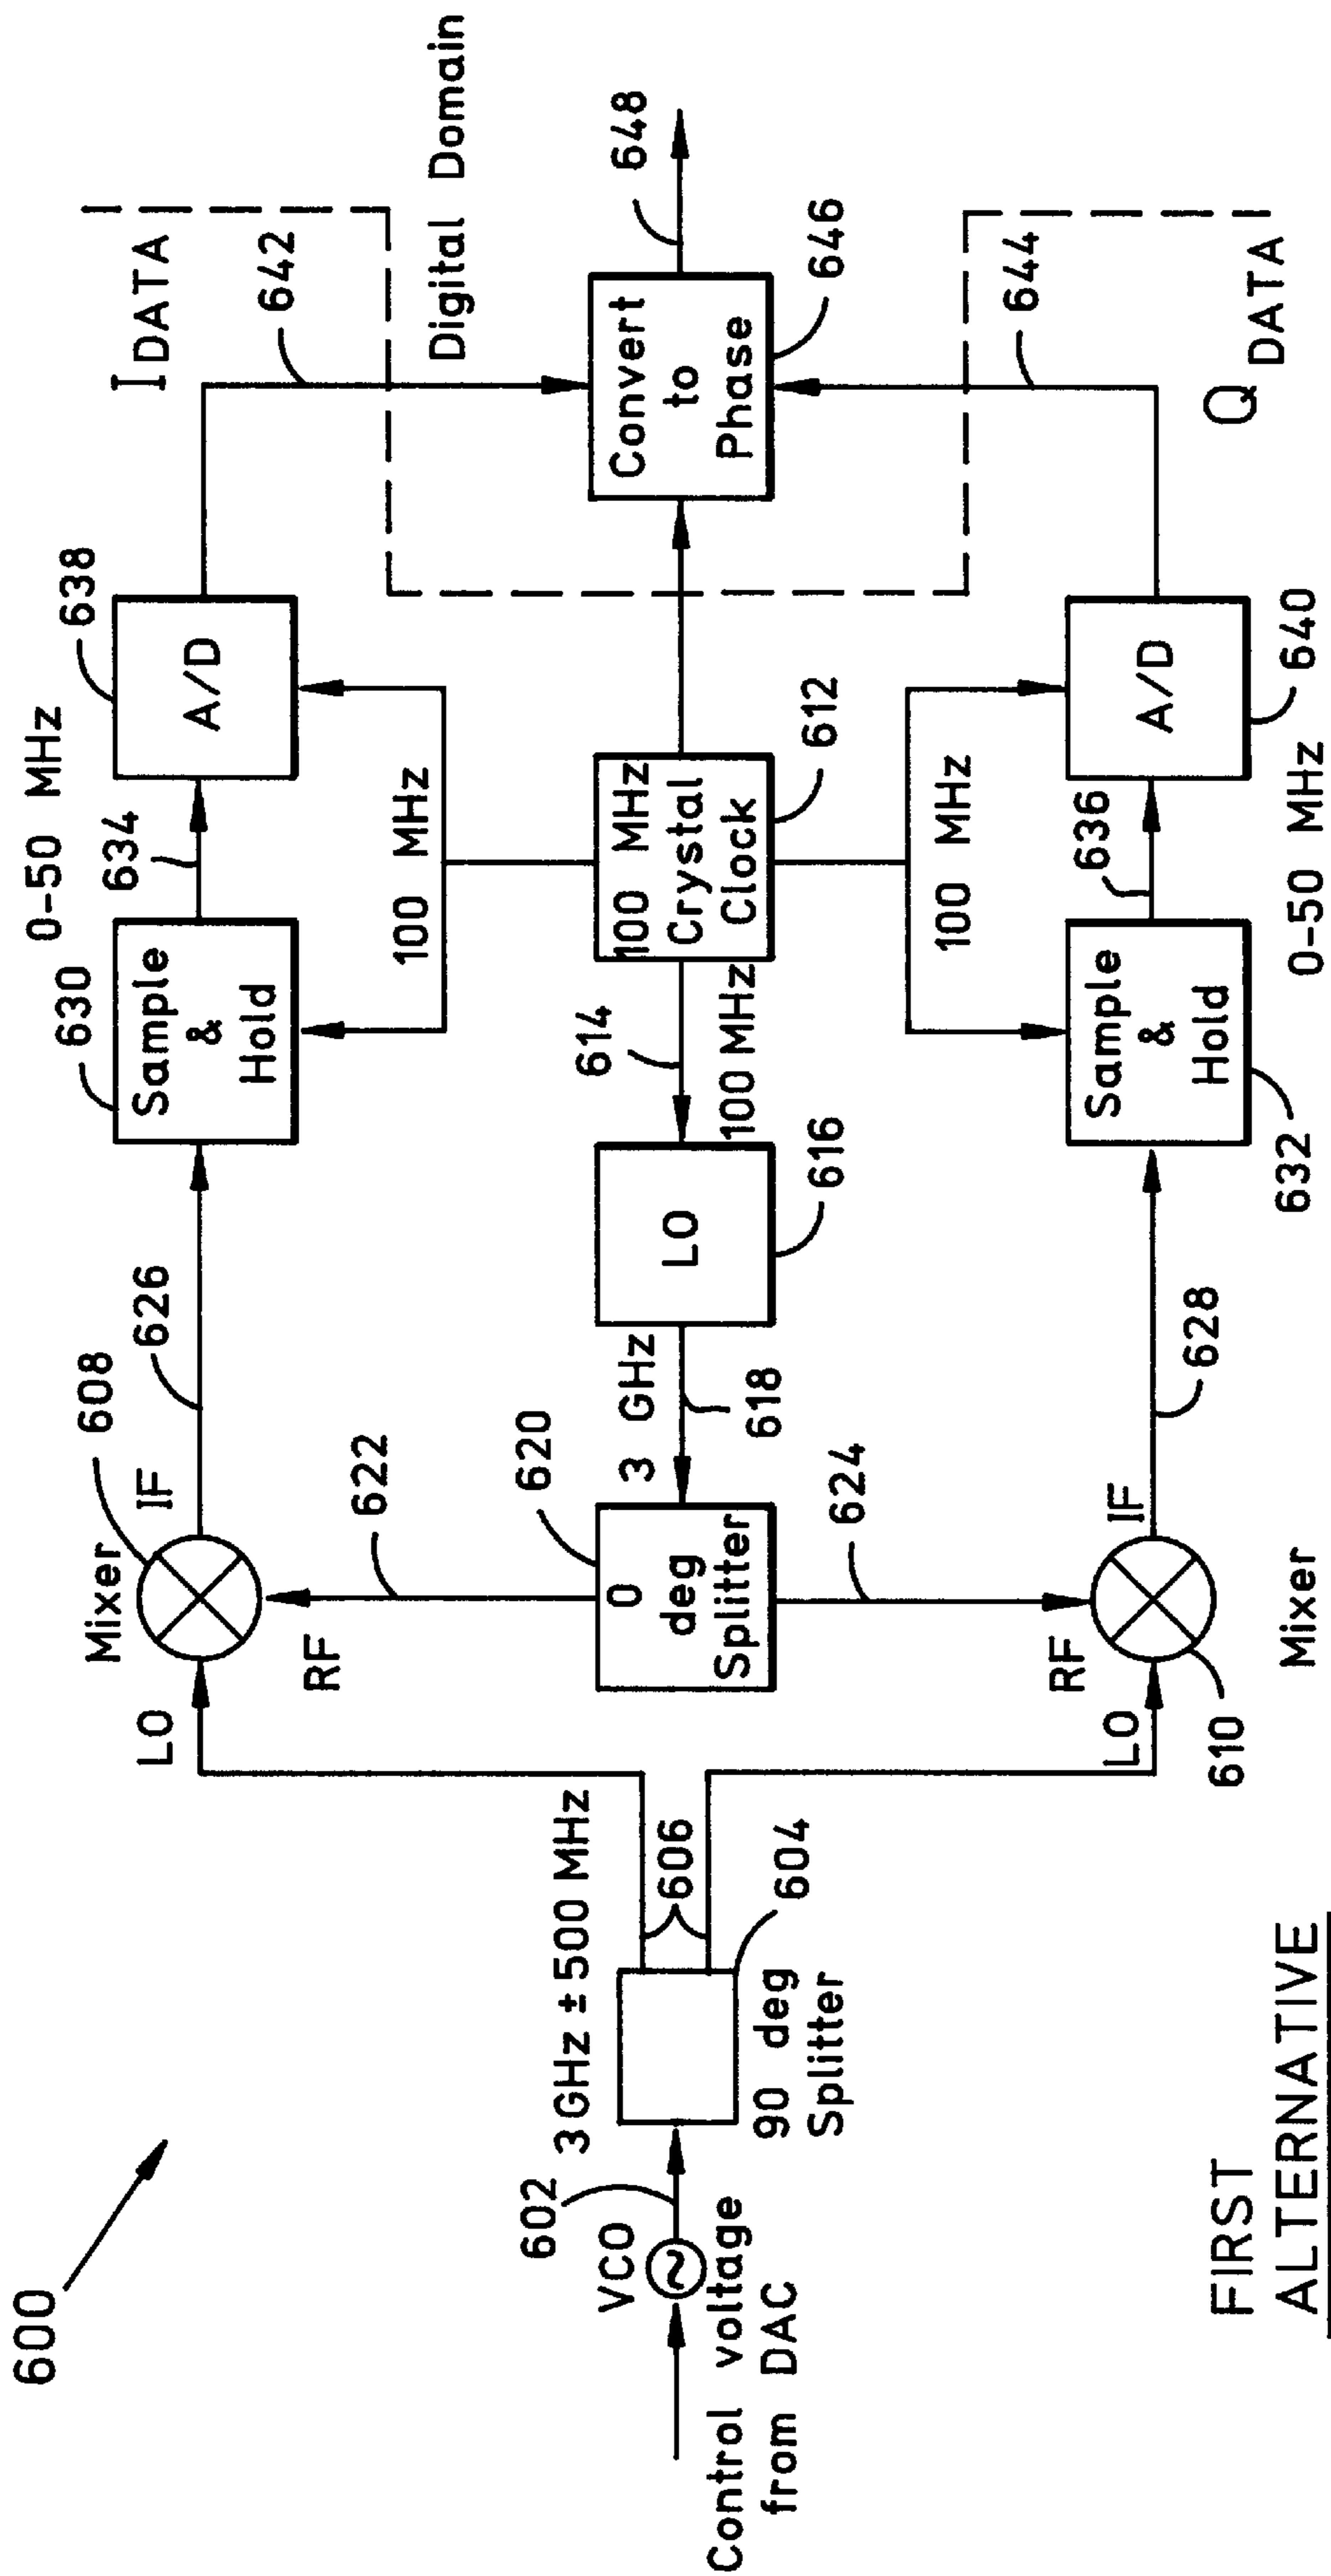 600
Control voltage
from DAC
VCO
602
3 GHz ± 500 MHz
606
604
90 deg
Splitter
LO
Mixer
608
IF
RF
626
622
620
0
deg
Splitter
3 GHz
618
624
LO
RF
610
Mixer
IF
628
LO
616
614
100 MHz
100 MHz
Crystal
Clock
612
630
Sample
&
Hold
0-50 MHz
634
100 MHz
638
A/D
632
Sample
&
Hold
636
0-50 MHz
100 MHz
640
A/D
I DATA
642
Digital Domain
Convert
to
Phase
646
648
644
Q DATA
FIRST
ALTERNATIVE